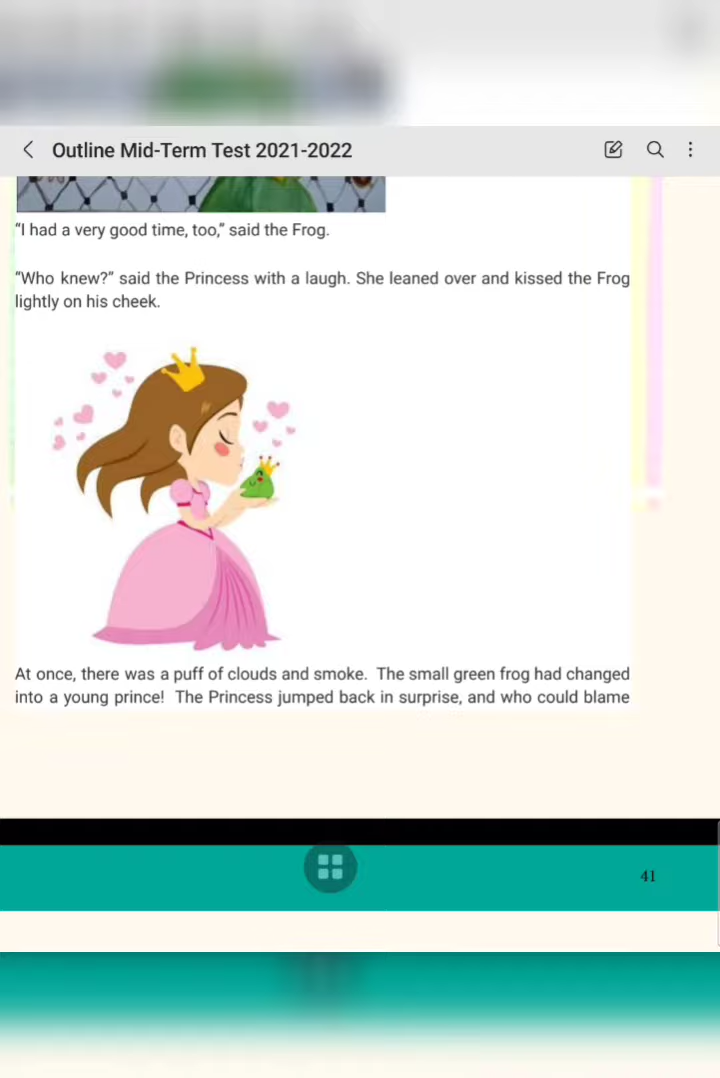 Outline Mid-Term Test 2021-2022
“I had a very good time, too,” said the Frog.
“Who knew?” said the Princess with a laugh. She leaned over and kissed the Frog
lightly on his cheek.
At once, there was a puff of clouds and smoke. The small green frog had changed
into a young prince! The Princess jumped back in surprise, and who could blame
41